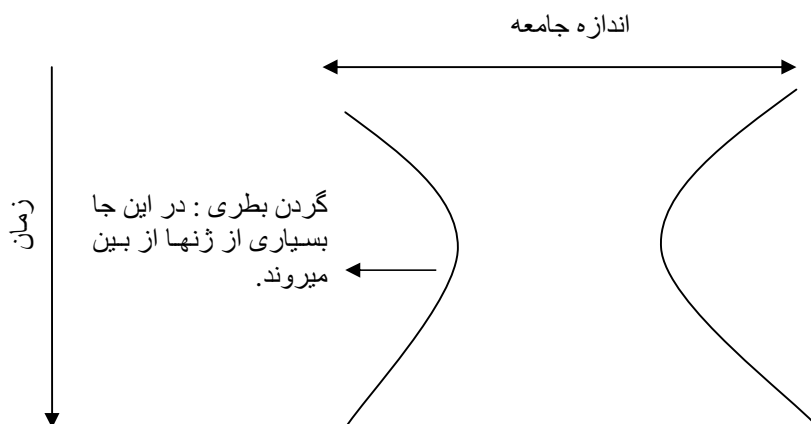 اندازه جامعه
گردن بطری : در این جا
بسیاری از ژنها از بین
میروند.
زمان